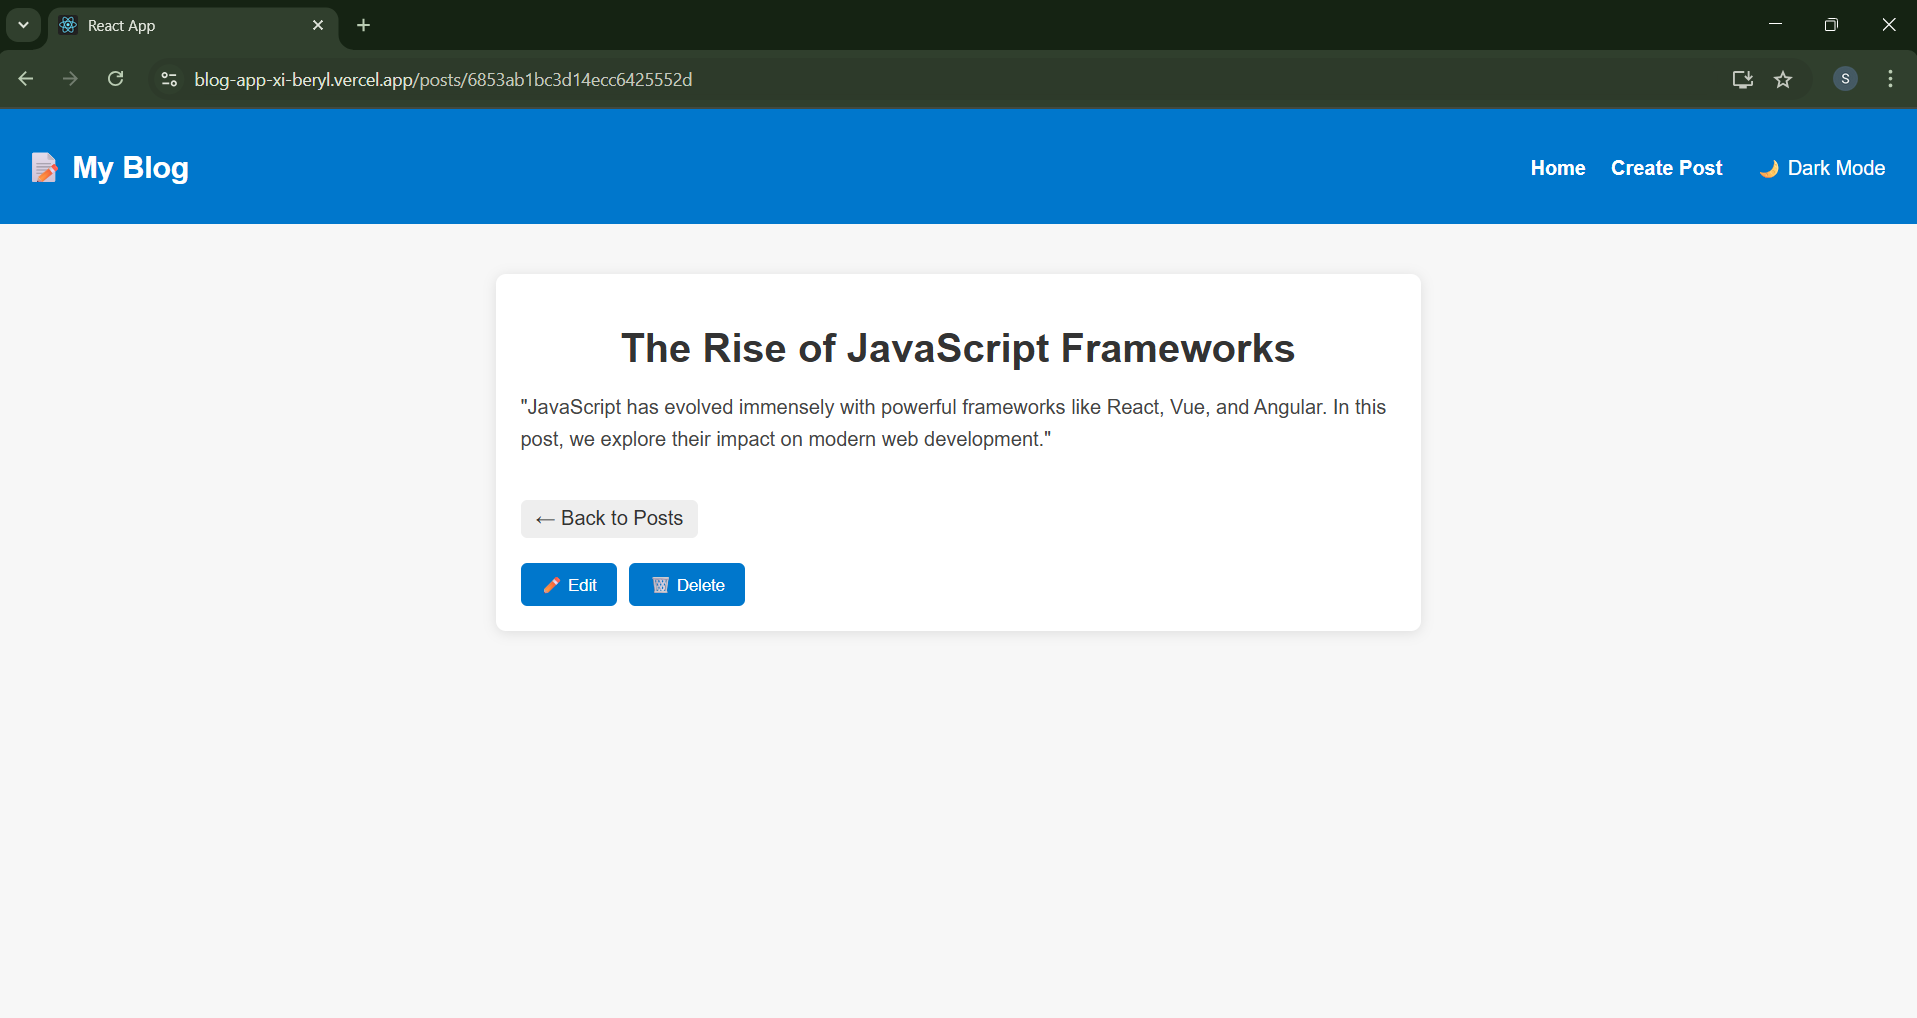 React App
blog-app-xi-beryl.vercel.app/posts/6853ab1bc3d14ecc6425552d
S
My Blog
Home
Create Post
Dark Mode
The Rise of JavaScript Frameworks
"JavaScript has evolved immensely with powerful frameworks like React, Vue, and Angular. In this
post, we explore their impact on modern web development."
← Back to Posts
Edit
Delete